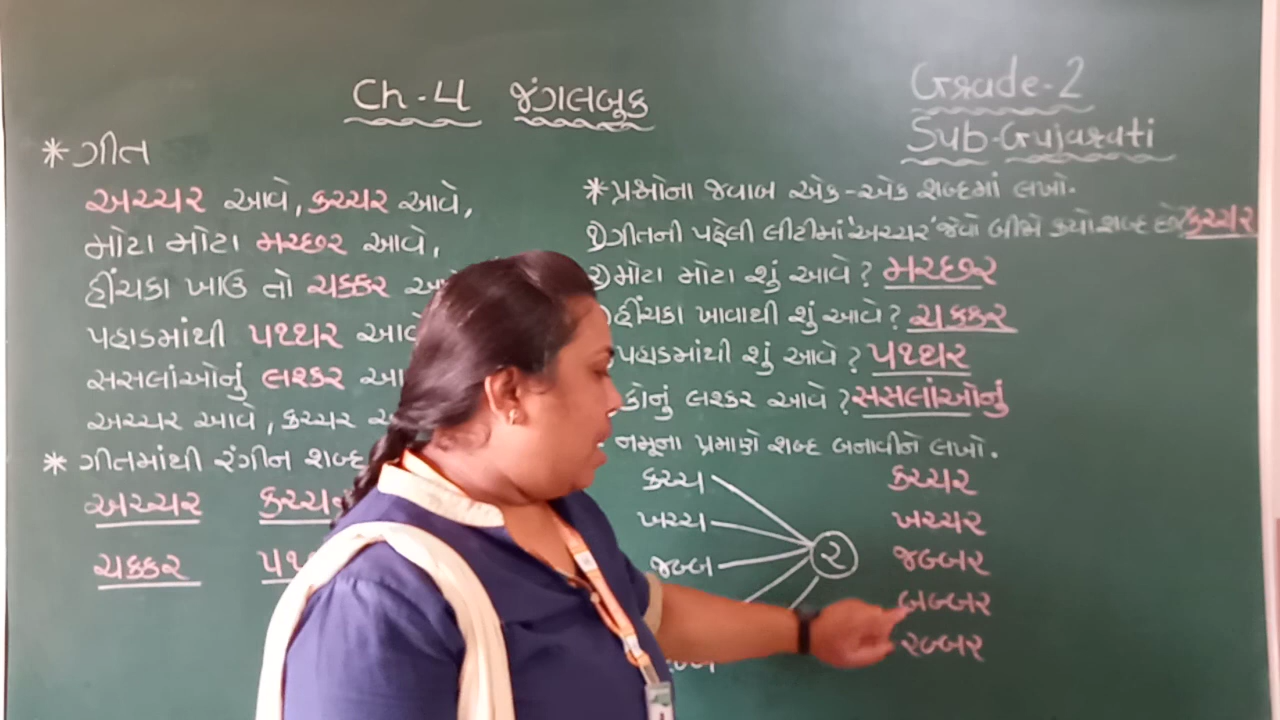 Ch-4 જંગલબૂક
Grade-2
Sub-Gujarati
* ગીત
અચ્ચર આવે, કચ્ચર આવે,
મોટા મોટા મચ્છર આવે,
હીંચકા ખાઉ તો ચક્કર
પહાડમાંથી પથ્થર આવે
સસલાંઓનું લશ્કર
અચ્ચર આવે, કચ્ચર
* ગીતમાંથી રંગીન શબ્દ
અચ્ચર
ચક્કર
* પ્રશ્નોના જવાબ એક-એક શબ્દમાં લખો.
૧) ગીતની પહેલી લીટીમાં 'અચ્ચર' જેવો બીજો કયો શબ્દ છે? કચ્ચર
૨) મોટા મોટા શું આવે? મચ્છર
હીંચકા ખાવાથી શું આવે? ચક્કર
પહાડમાંથી શું આવે? પથ્થર
કોનું લશ્કર આવે? સસલાંઓનું
નમૂના પ્રમાણે શબ્દ બનાવીને લખો.
કચ્ચ કચ્ચર
ખચ્ચ ખચ્ચર
જબ્બ ર જબ્બર
બબ્બર
રબ્બર